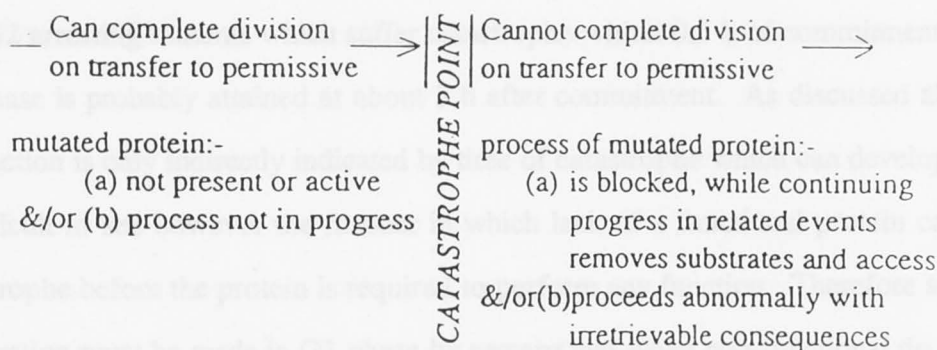 Can complete division
on transfer to permissive
mutated protein:-
(a) not present or active
&/or (b) process not in progress
CATASTROPHE POINT
Cannot complete division
on transfer to permissive
process of mutated protein:-
(a) is blocked, while continuing
progress in related events
removes substrates and access
&/or(b)proceeds abnormally with
irretrievable consequences